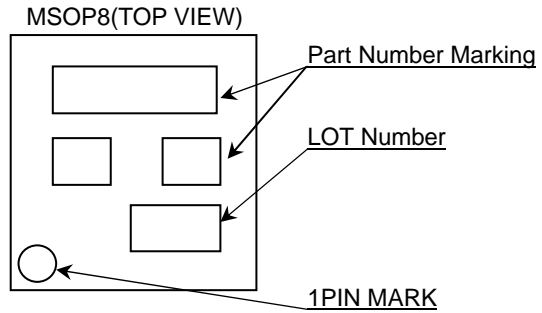 MSOP8(TOP VIEW)
Part Number Marking
LOT Number
1PIN MARK